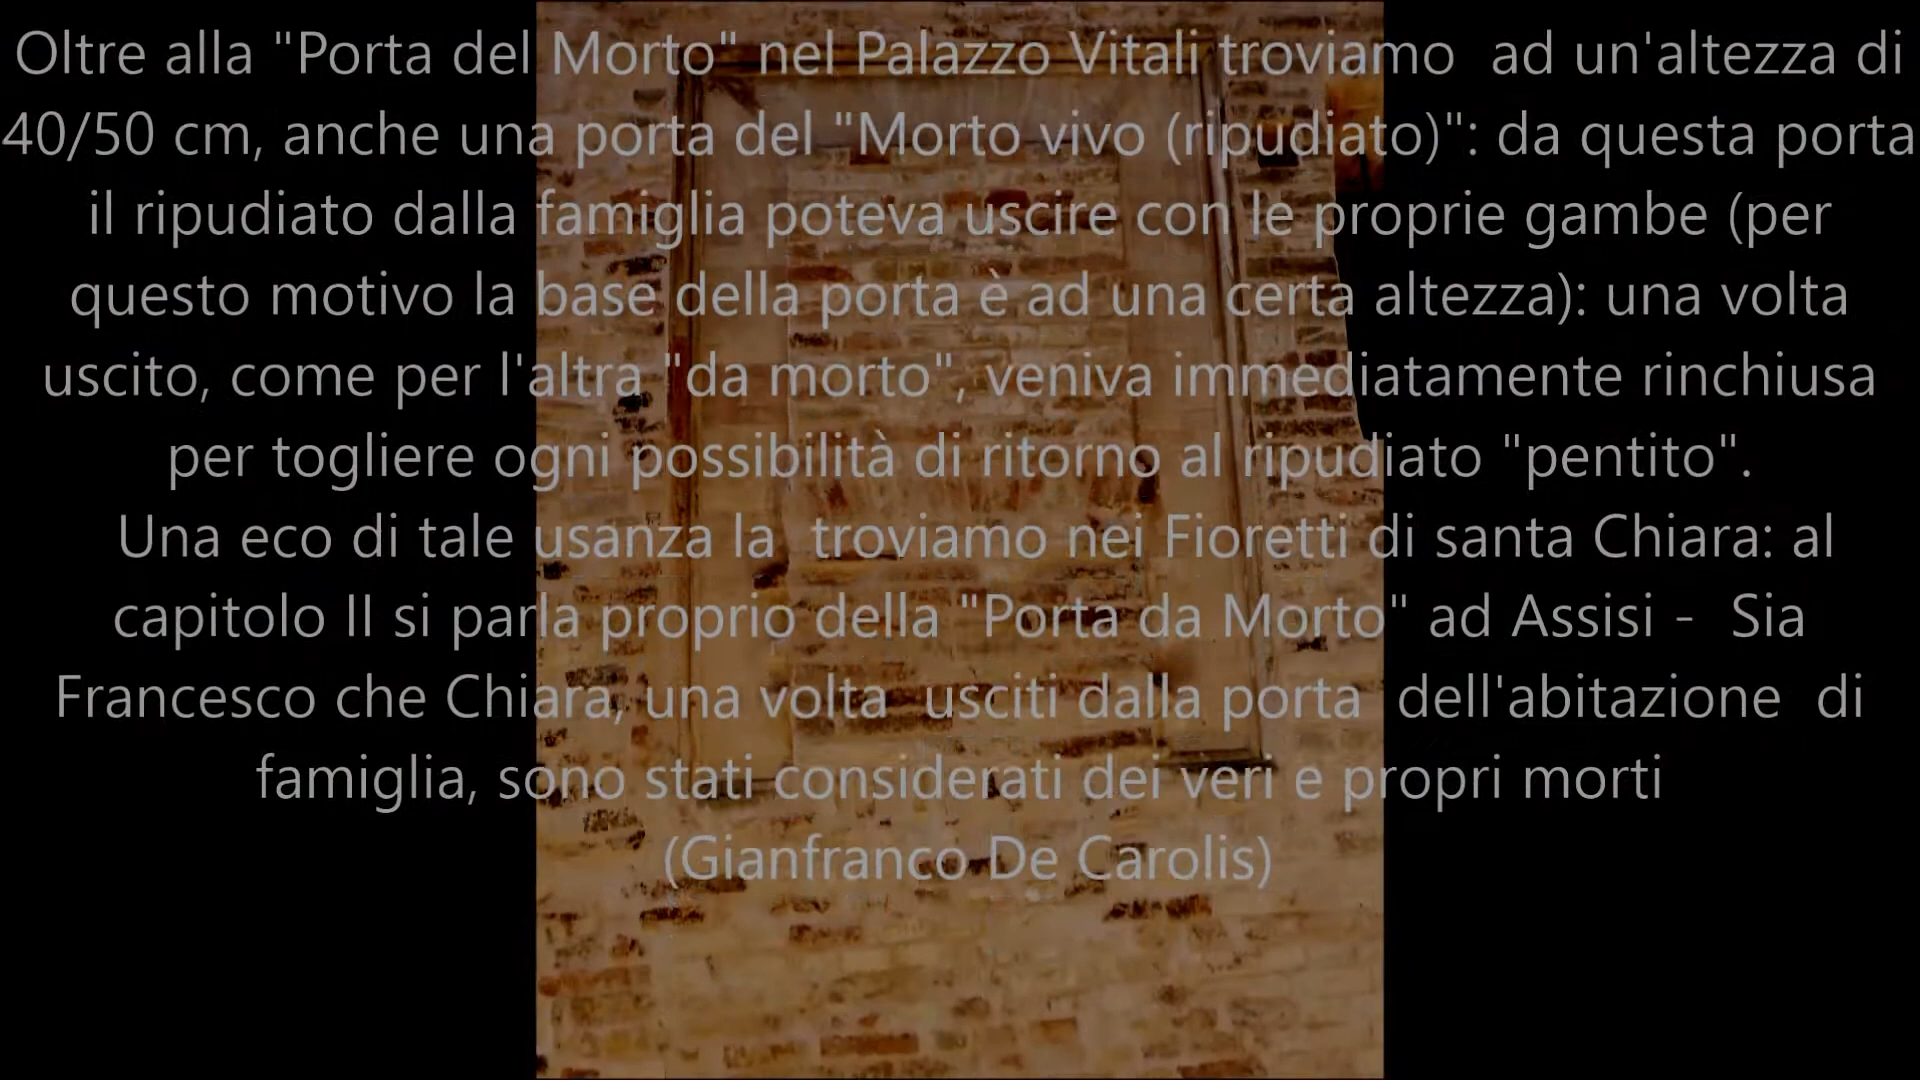 Oltre alla "Porta del Morto" nel Palazzo Vitali troviamo  ad un'altezza di
40/50 cm, anche una porta del "Morto vivo (ripudiato)": da questa porta
il ripudiato dalla famiglia poteva uscire con le proprie gambe (per
questo motivo la base della porta è ad una certa altezza): una volta
uscito, come per l'altra "da morto", veniva immediatamente rinchiusa
per togliere ogni possibilità di ritorno al ripudiato "pentito".
Una eco di tale usanza la  troviamo nei Fioretti di santa Chiara: al
capitolo II si parla proprio della "Porta da Morto" ad Assisi -  Sia
Francesco che Chiara, una volta  usciti dalla porta  dell'abitazione  di
famiglia, sono stati considerati dei veri e propri morti
(Gianfranco De Carolis)